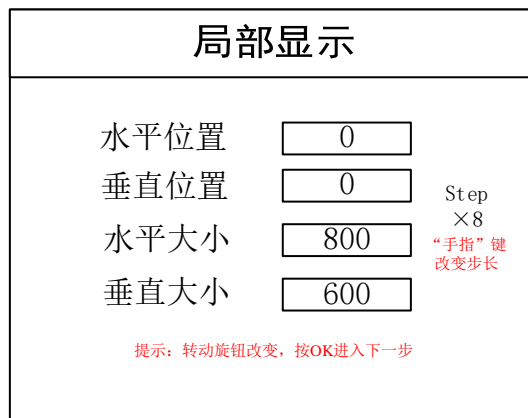 局部显示
水平位置 0
垂直位置 0
水平大小 800
垂直大小 600
Step
×8
“手指”键
改变步长
提示：转动旋钮改变，按OK进入下一步